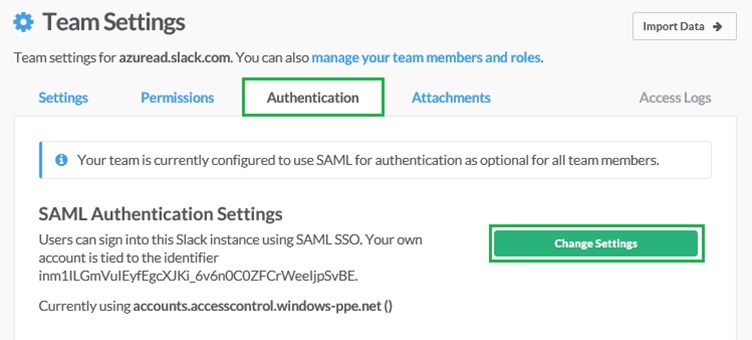 Team Settings
Import Data
Team settings for azuread.slack.com. You can also manage your team members and roles.
Settings Permissions Authentication Attachments Access Logs
Your team is currently configured to use SAML for authentication as optional for all team members.
SAML Authentication Settings
Users can sign into this Slack instance using SAML SSO. Your own
account is tied to the identifier
inm1ILGmVuIEyfEgcXJKi_6v6n0C0ZFCrWeeIjpSvBE.
Change Settings
Currently using accounts.accesscontrol.windows-ppe.net ()